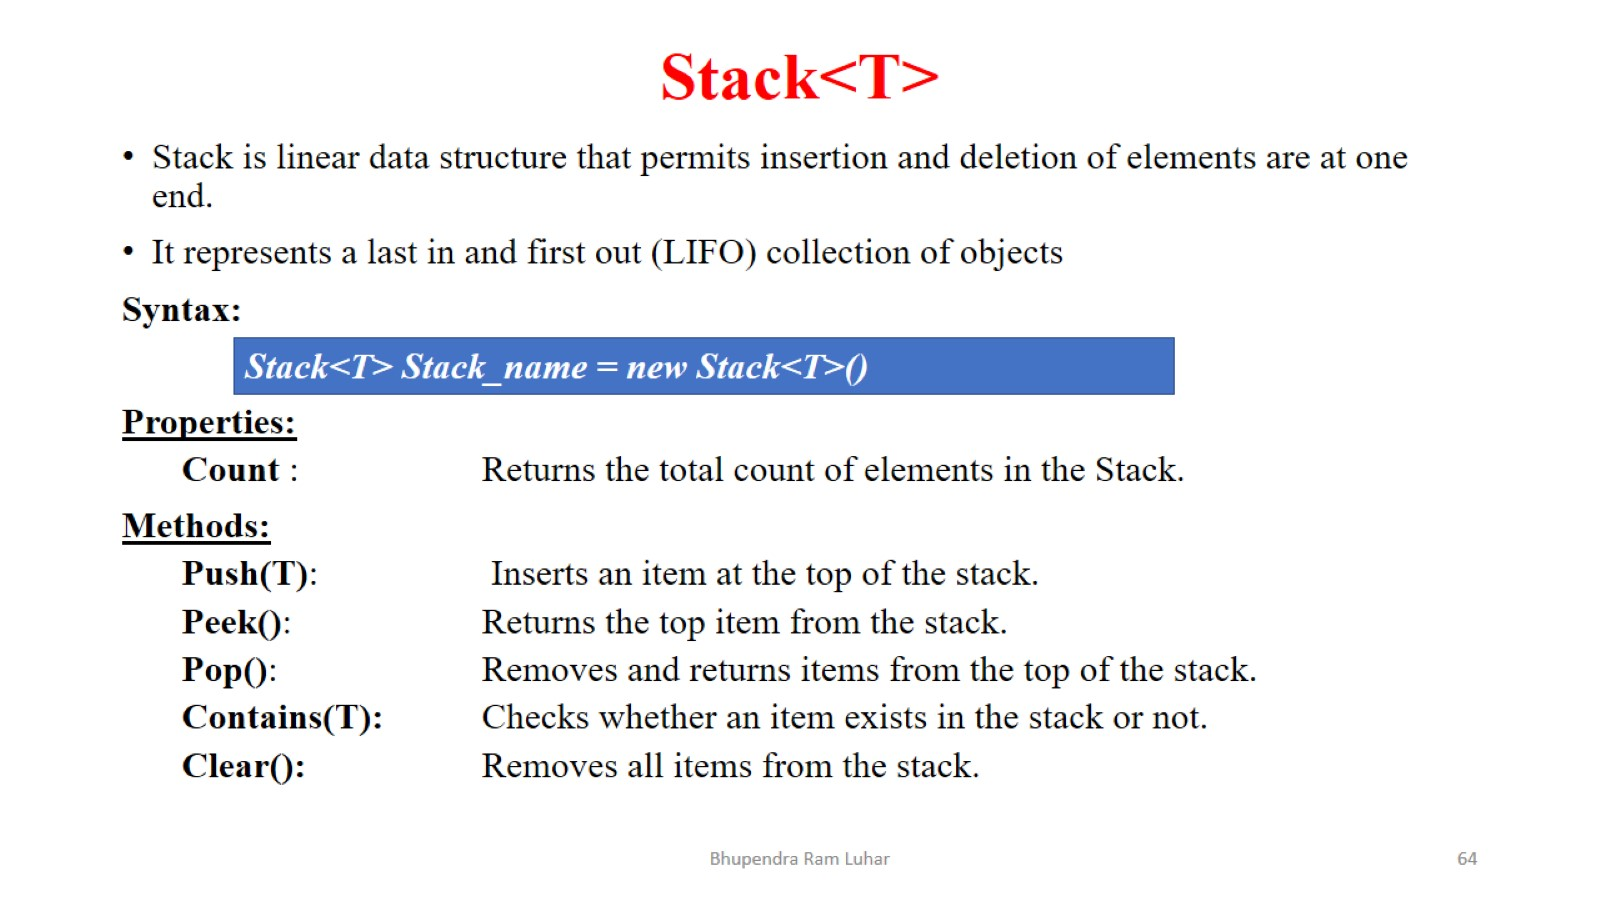 Stack<T>
• Stack is linear data structure that permits insertion and deletion of elements are at one
end.
• It represents a last in and first out (LIFO) collection of objects
Syntax:
Stack<T> Stack_name = new Stack<T>()
Properties:
Count : Returns the total count of elements in the Stack.
Methods:
Push(T): Inserts an item at the top of the stack.
Peek(): Returns the top item from the stack.
Pop(): Removes and returns items from the top of the stack.
Contains(T): Checks whether an item exists in the stack or not.
Clear(): Removes all items from the stack.
Bhupendra Ram Luhar 64